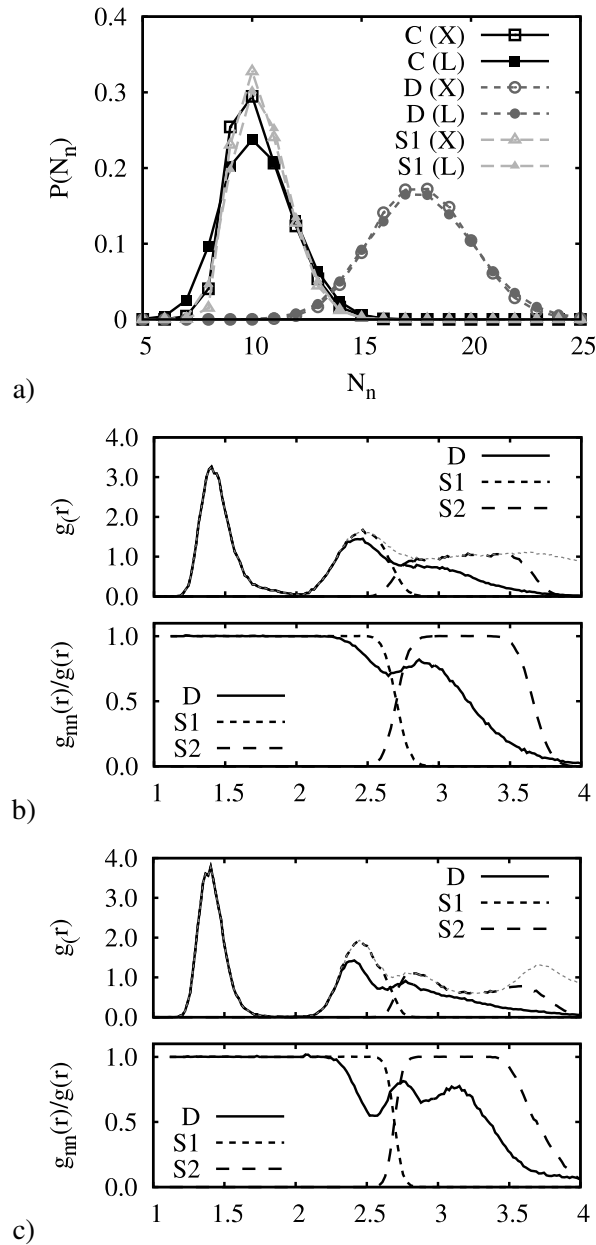 0.4
0.3
0.2
0.1
0
P(Nn)
C (X)
C (L)
D (X)
D (L)
S1 (X)
S1 (L)
5 10 15 20 25
Nn
a)
4.0
3.0
2.0
1.0
0.0
g(r)
D
S1
S2
1.0
0.5
0.0
gnn(r)/g(r)
D
S1
S2
1 1.5 2 2.5 3 3.5 4
b)
4.0
3.0
2.0
1.0
0.0
g(r)
D
S1
S2
1.0
0.5
0.0
gnn(r)/g(r)
D
S1
S2
1 1.5 2 2.5 3 3.5 4
c)